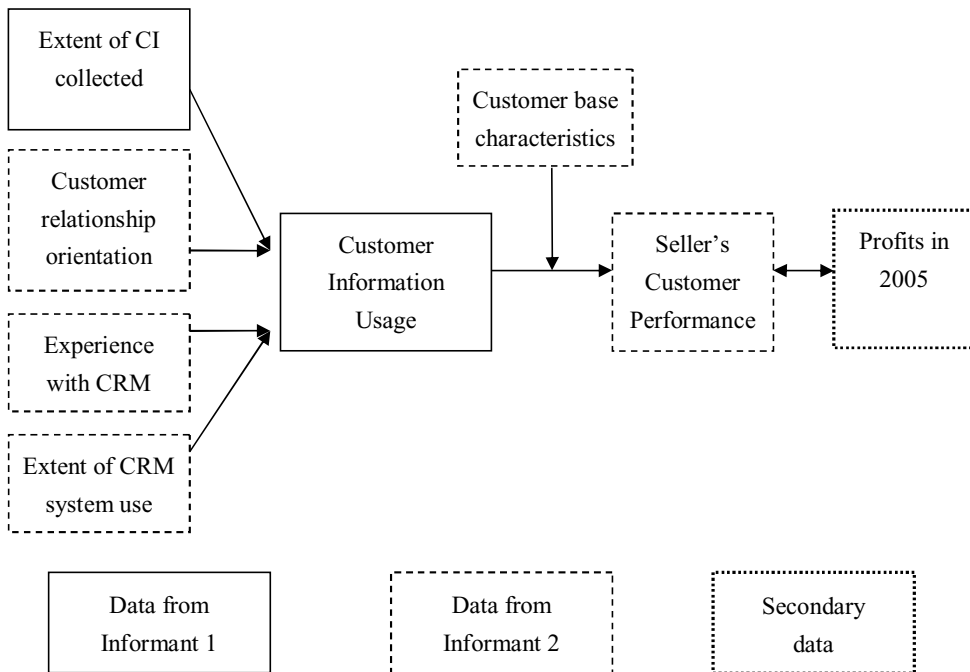 Extent of CI
collected
Customer
relationship
orientation
Experience
with CRM
Extent of CRM
system use
Customer
Information
Usage
Customer base
characteristics
Seller’s
Customer
Performance
Profits in
2005
Data from
Informant 1
Data from
Informant 2
Secondary
data